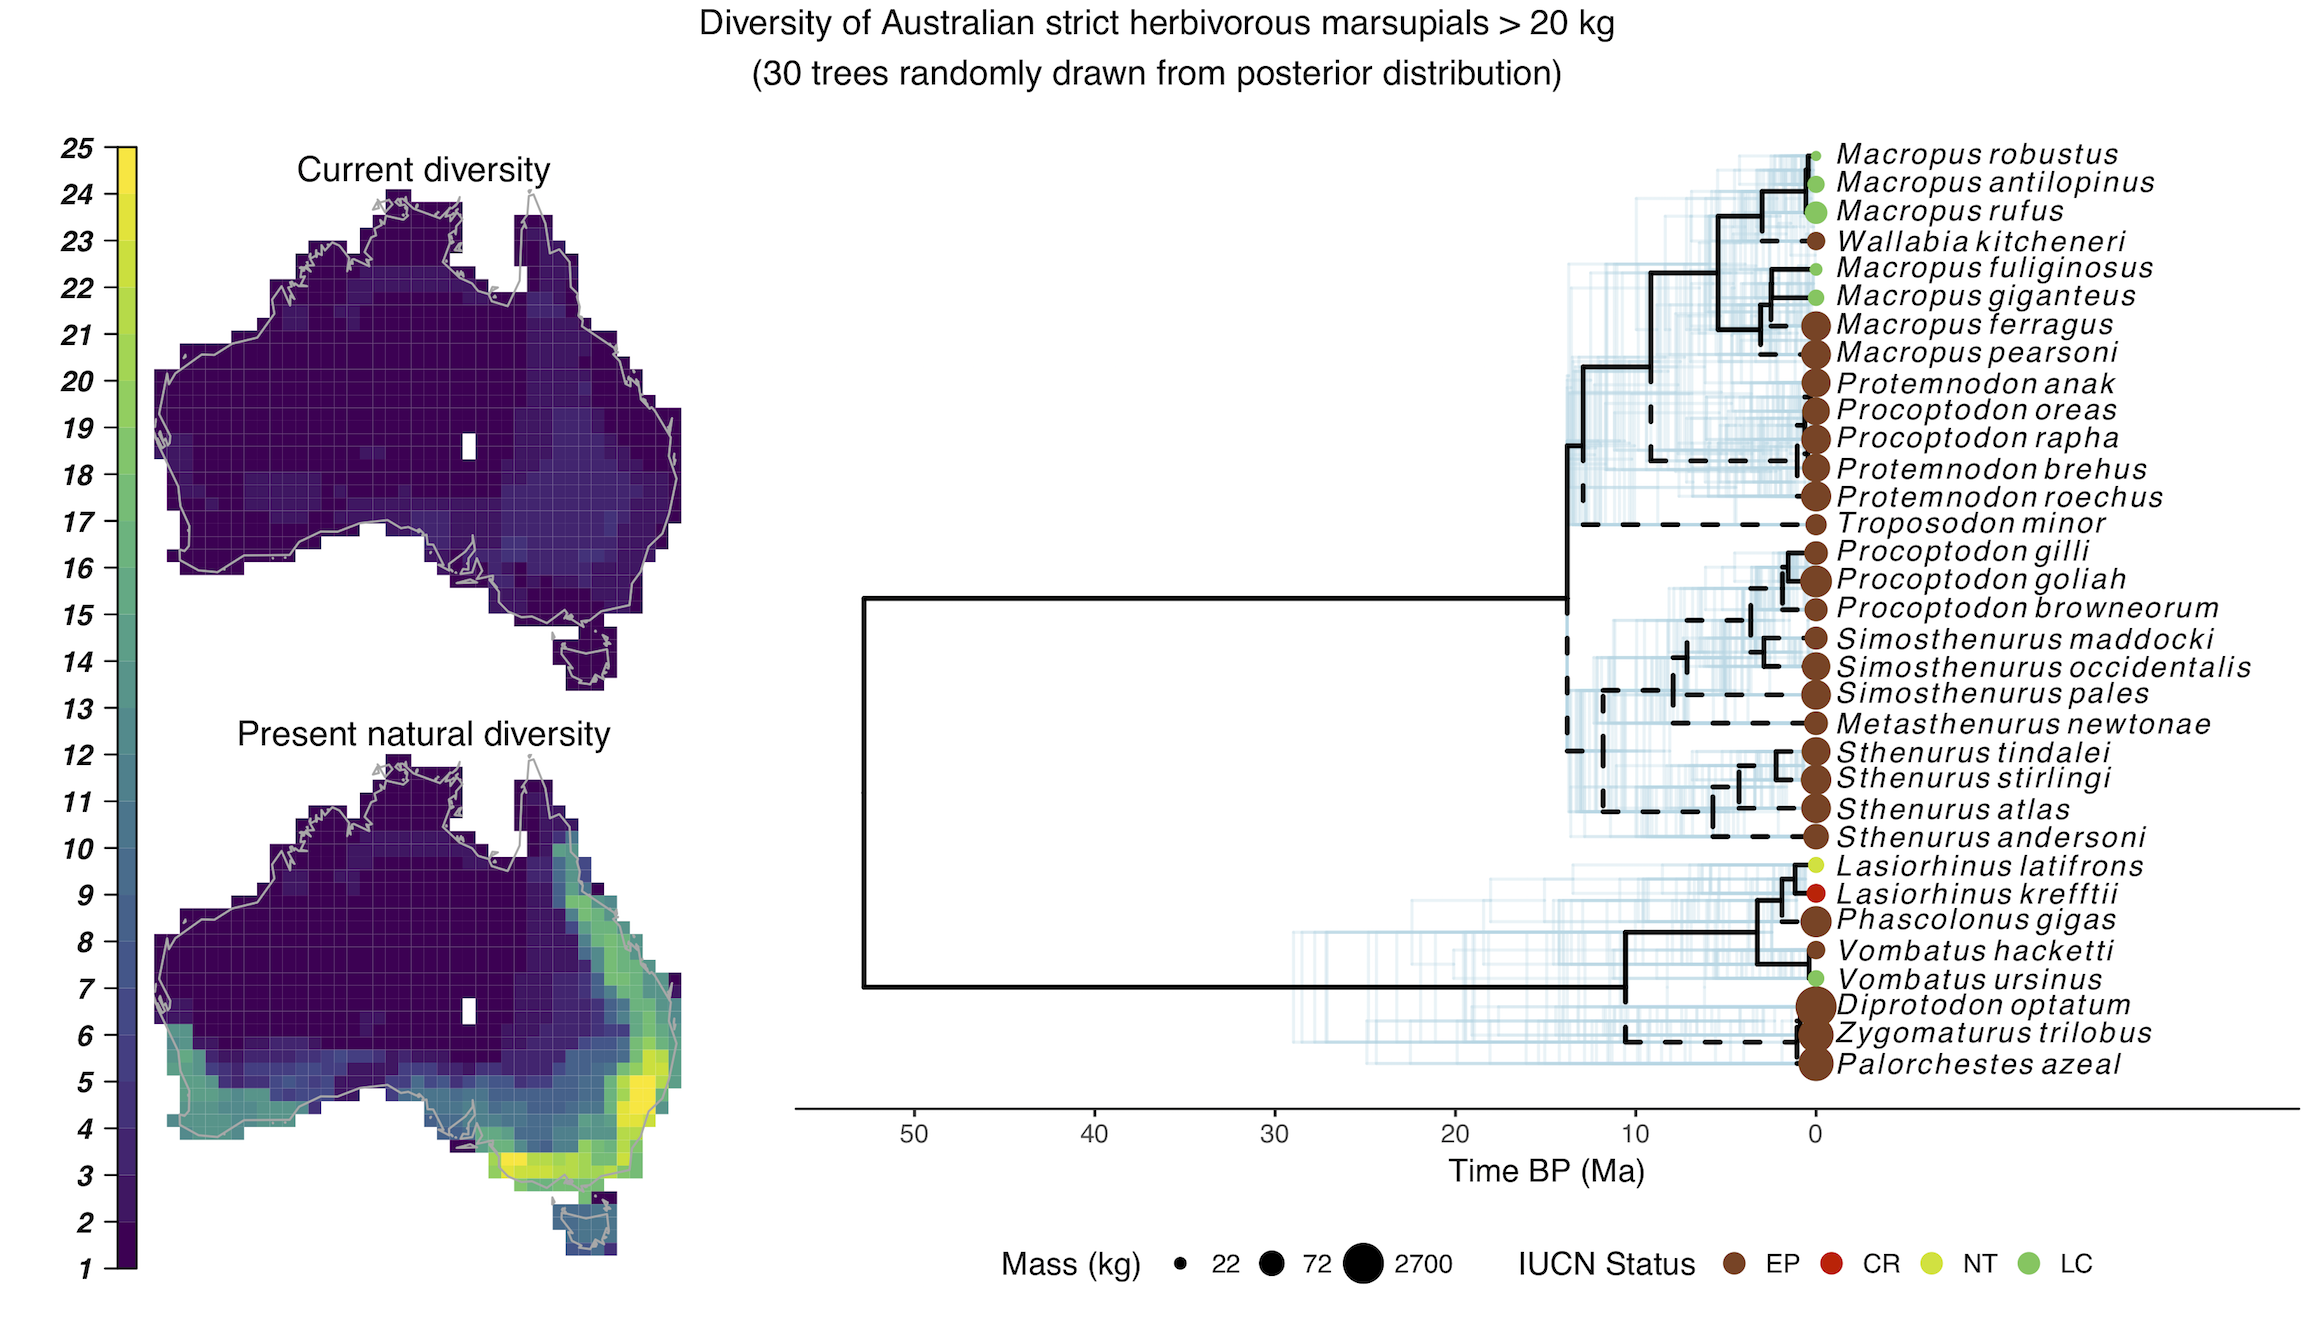 Diversity of Australian strict herbivorous marsupials > 20 kg
(30 trees randomly drawn from posterior distribution)
25
24
23
22
21
20
19
18
17
16
15
14
13
12
11
10
9
8
7
6
5
4
3
2
1
Current diversity
Present natural diversity
Macropus robustus
Macropus antilopinus
Macropus rufus
Wallabia kitcheneri
Macropus fuliginosus
Macropus giganteus
Macropus ferragus
Macropus pearsoni
Protemnodon anak
Procoptodon oreas
Procoptodon rapha
Protemnodon brehus
Protemnodon roechus
Troposodon minor
Procoptodon gilli
Procoptodon goliah
Procoptodon browneorum
Simosthenurus maddocki
Simosthenurus occidentalis
Simosthenurus pales
Metasthenurus newtonae
Sthenurus tindalei
Sthenurus stirlingi
Sthenurus atlas
Sthenurus andersoni
Lasiorhinus latifrons
Lasiorhinus krefftii
Phascolonus gigas
Vombatus hacketti
Vombatus ursinus
Diprotodon optatum
Zygomaturus trilobus
Palorchestes azeal
50 40 30 20 10 0
Time BP (Ma)
Mass (kg) 22 72 2700 IUCN Status EP CR NT LC